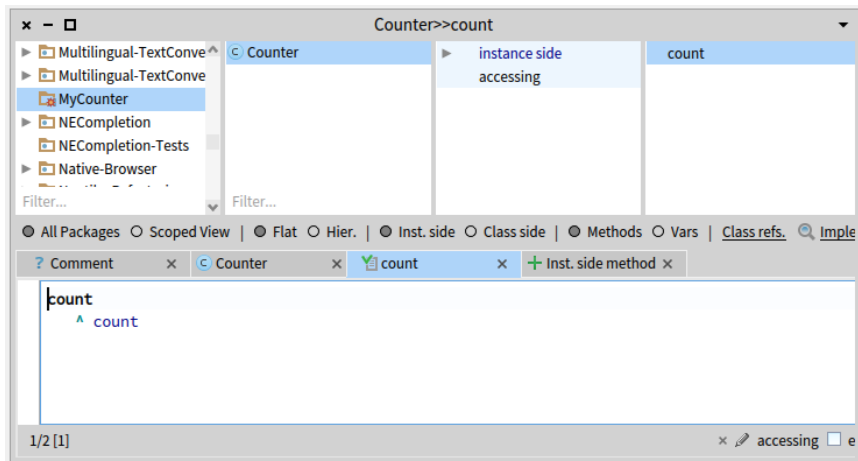 Counter>>count
Multilingual-TextConve
Multilingual-TextConve
MyCounter
NECompletion
NECompletion-Tests
Native-Browser
Filter...
Counter
Filter...
instance side
accessing
count
All Packages Scoped View | Flat Hier. | Inst. side Class side | Methods Vars | Class refs. Imple
? Comment × Counter × count × + Inst. side method ×
count
^ count
1/2 [1] × accessing e